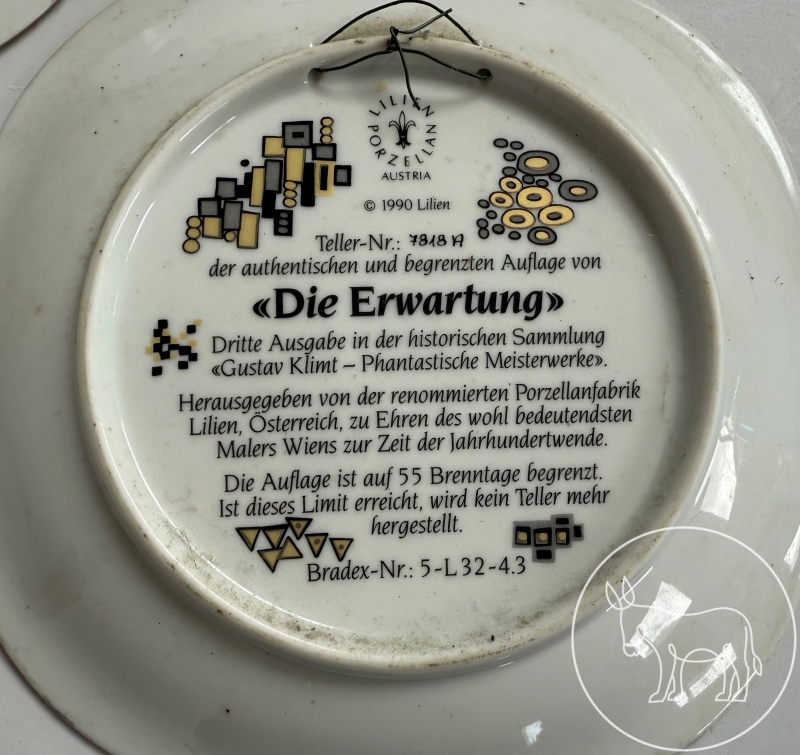 LILIEN PORZELLAN
AUSTRIA
© 1990 Lilien
Teller-Nr.: 7818 A
der authentischen und begrenzten Auflage von
«Die Erwartung»
Dritte Ausgabe in der historischen Sammlung
«Gustav Klimt – Phantastische Meisterwerke».
Herausgegeben von der renommierten Porzellanfabrik
Lilien, Österreich, zu Ehren des wohl bedeutendsten
Malers Wiens zur Zeit der Jahrhundertwende.
Die Auflage ist auf 55 Brenntage begrenzt.
Ist dieses Limit erreicht, wird kein Teller mehr
hergestellt.
Bradex-Nr.: 5-L32-4.3